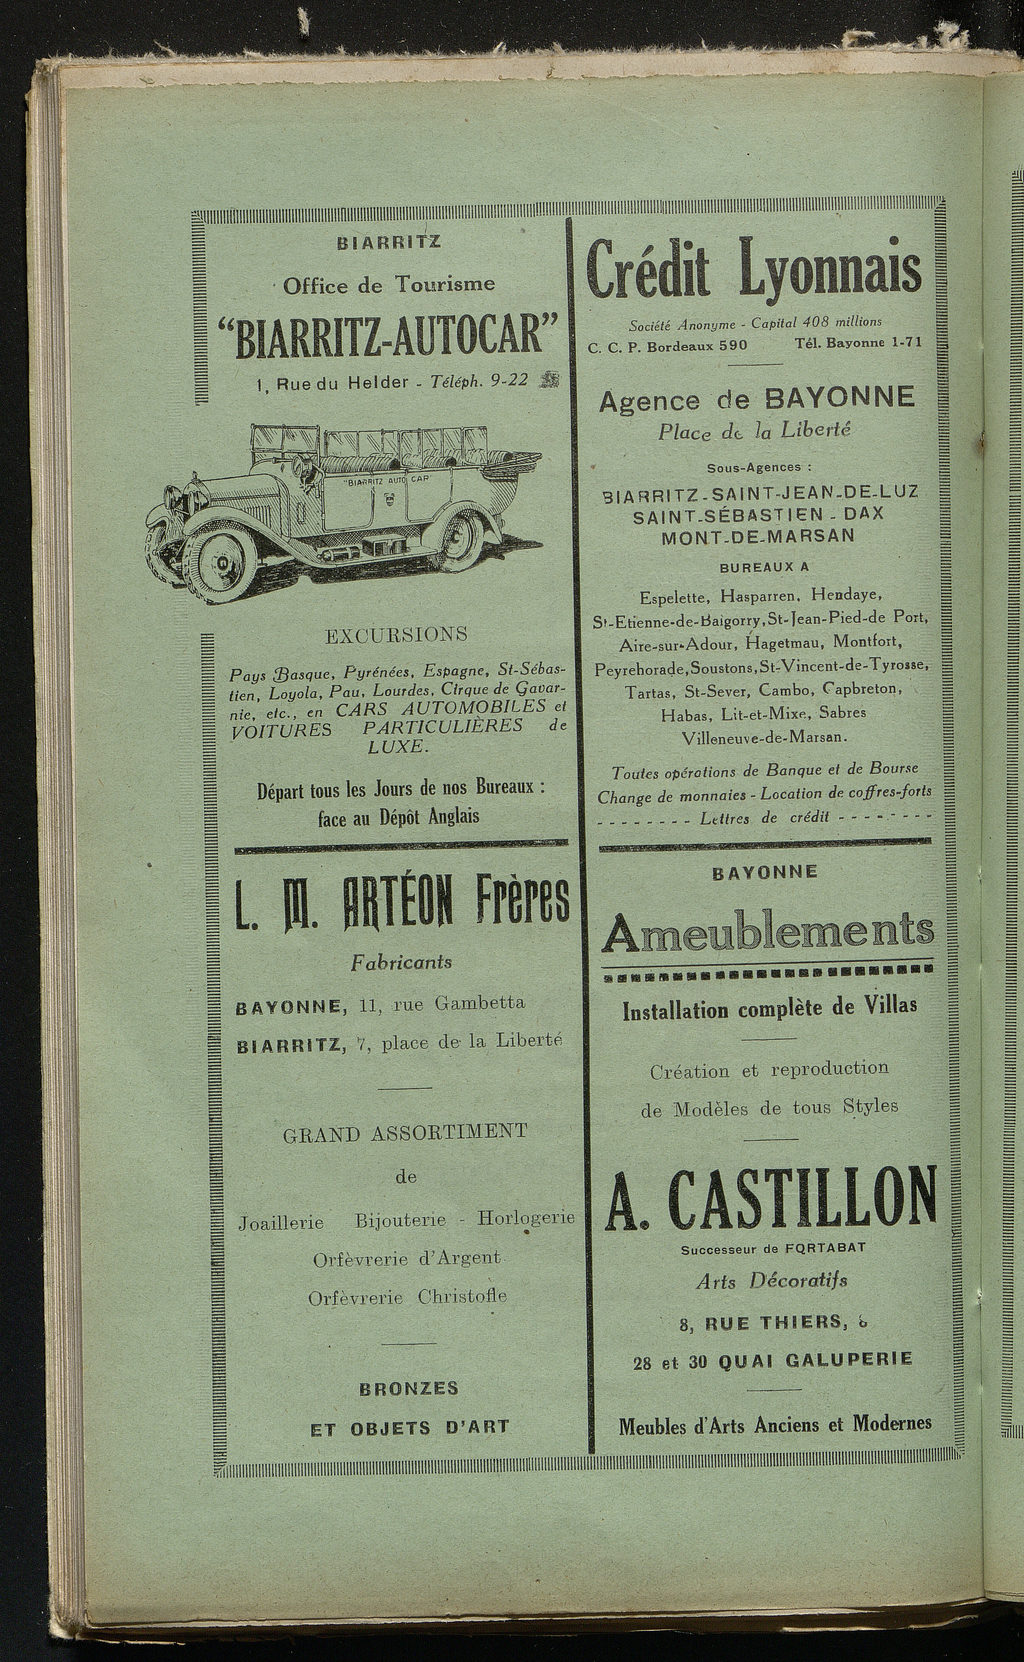 BIARRITZ
Office de Tourisme
“BIARRITZ-AUTOCAR”
1, Rue du Helder - Téléph. 9-22
"BIARRITZ AUTO CAR"
EXCURSIONS
Pays Basque, Pyrénées, Espagne, St-Sébas-
tien, Loyola, Pau, Lourdes, Cirque de Gavar-
nie, etc., en CARS AUTOMOBILES et
VOITURES PARTICULIÈRES de
LUXE.
Départ tous les Jours de nos Bureaux :
face au Dépôt Anglais
L. M. ARTÉON Frères
Fabricants
BAYONNE, 11, rue Gambetta
BIARRITZ, 7, place de la Liberté
GRAND ASSORTIMENT
de
Joaillerie Bijouterie - Horlogerie
Orfèvrerie d'Argent
Orfèvrerie Christofle
BRONZES
ET OBJETS D'ART
Crédit Lyonnais
Société Anonyme - Capital 408 millions
C. C. P. Bordeaux 590 Tél. Bayonne 1-71
Agence de BAYONNE
Place de la Liberté
Sous-Agences :
BIARRITZ-SAINT-JEAN-DE-LUZ
SAINT-SÉBASTIEN - DAX
MONT-DE-MARSAN
BUREAUX A
Espelette, Hasparren, Hendaye,
St-Etienne-de-Baigorry, St-Jean-Pied-de Port,
Aire-sur-Adour, Hagetmau, Montfort,
Peyrehorade, Soustons, St-Vincent-de-Tyrosse,
Tartas, St-Sever, Cambo, Capbreton,
Habas, Lit-et-Mixe, Sabres
Villeneuve-de-Marsan.
Toutes opérations de Banque et de Bourse
Change de monnaies - Location de coffres-forts
- - - - - - - - Lettres de crédit - - - - - - - -
BAYONNE
Ameublements
Installation complète de Villas
Création et reproduction
de Modèles de tous Styles
A. CASTILLON
Successeur de FORTABAT
Arts Décoratifs
8, RUE THIERS, 8
28 et 30 QUAI GALUPERIE
Meubles d'Arts Anciens et Modernes